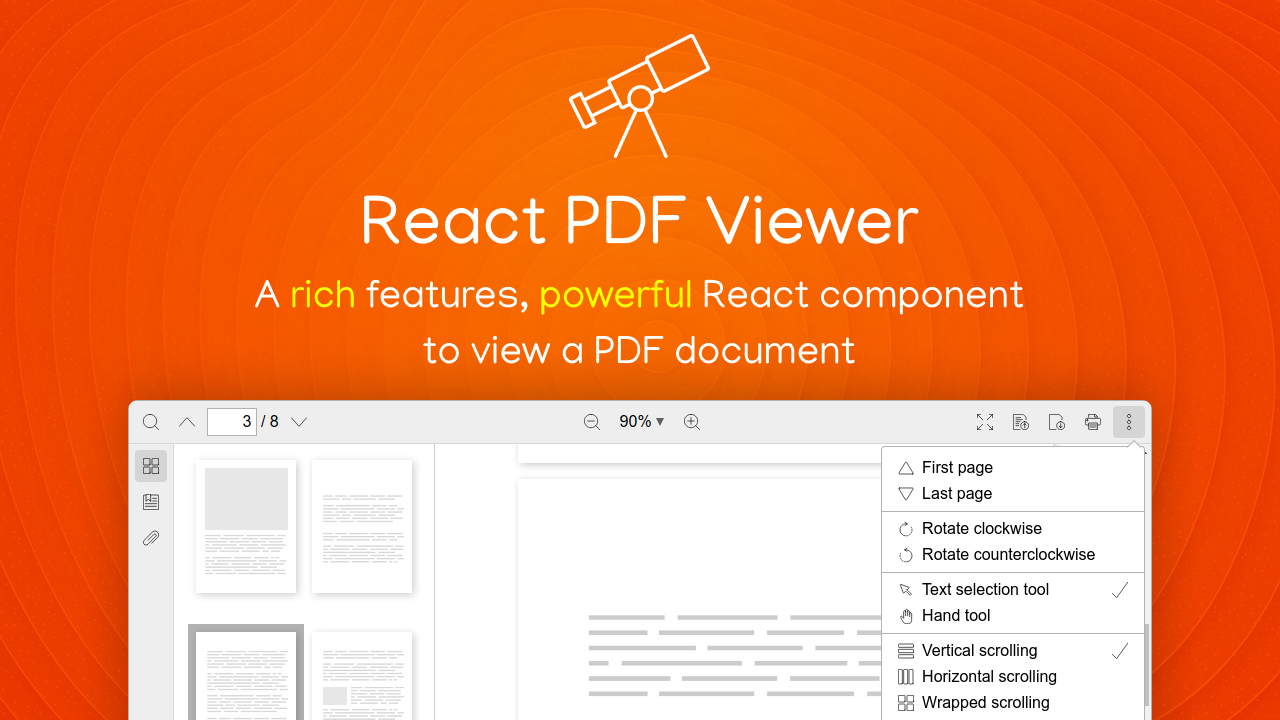 React PDF Viewer
A rich features, powerful React component
to view a PDF document
3 / 8
90%
First page
Last page
Rotate clockwise
Rotate counterclockwise
Text selection tool
Hand tool
Vertical scrolling
Horizontal scrolling
Wrapped scrolling